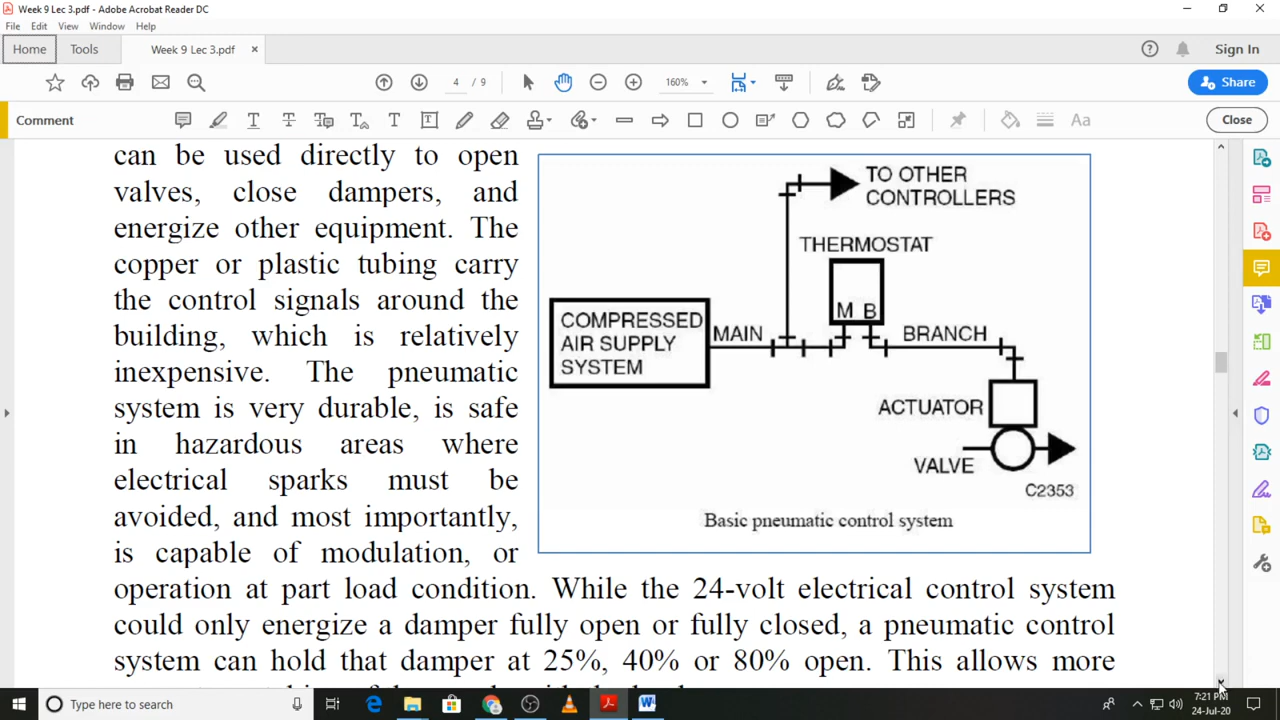 Week 9 Lec 3.pdf - Adobe Acrobat Reader DC
File Edit View Window Help
Home Tools Week 9 Lec 3.pdf × Sign In
4 / 9 160% Share
Comment Close
can be used directly to open
valves, close dampers, and
energize other equipment. The
copper or plastic tubing carry
the control signals around the
building, which is relatively
inexpensive. The pneumatic
system is very durable, is safe
in hazardous areas where
electrical sparks must be
avoided, and most importantly,
is capable of modulation, or
operation at part load condition. While the 24-volt electrical control system
could only energize a damper fully open or fully closed, a pneumatic control
system can hold that damper at 25%, 40% or 80% open. This allows more
TO OTHER
CONTROLLERS
THERMOSTAT
M B
COMPRESSED
AIR SUPPLY
SYSTEM
MAIN
BRANCH
ACTUATOR
VALVE
C2353
Basic pneumatic control system
Type here to search
7:21 PM
24-Jul-20